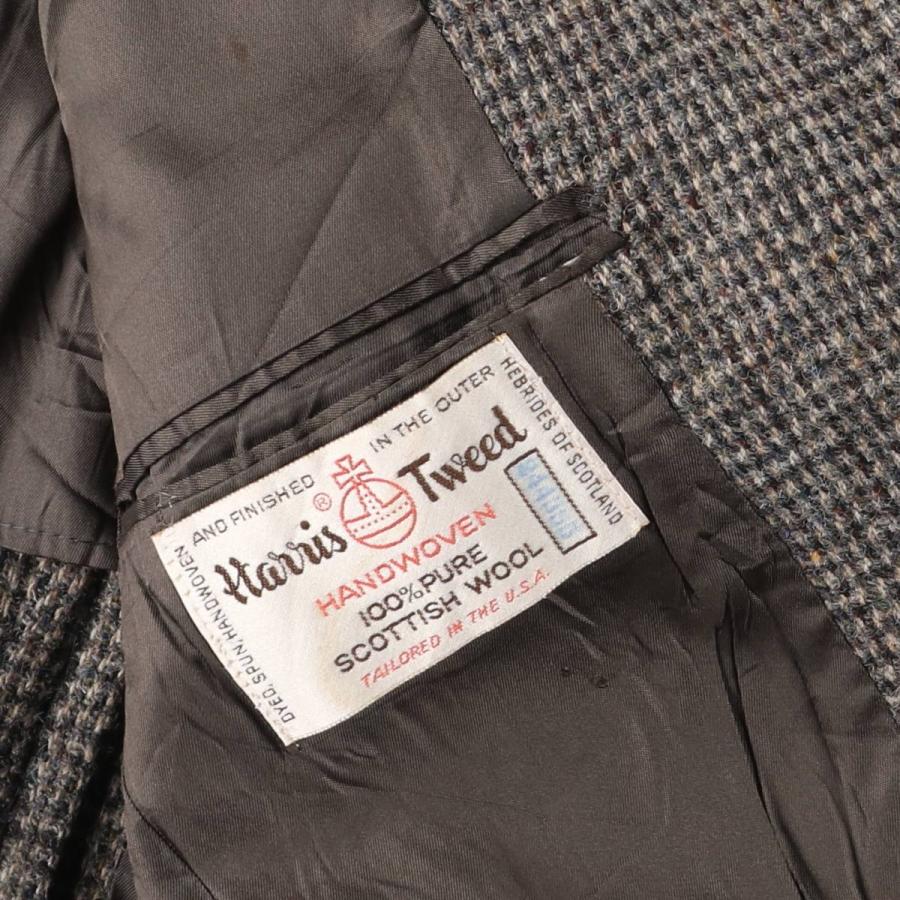 DYED, SPUN, HANDWOVEN AND FINISHED IN THE OUTER HEBRIDES OF SCOTLAND
Harris Tweed
®
HANDWOVEN
100% PURE
SCOTTISH WOOL
TAILORED IN THE U.S.A.